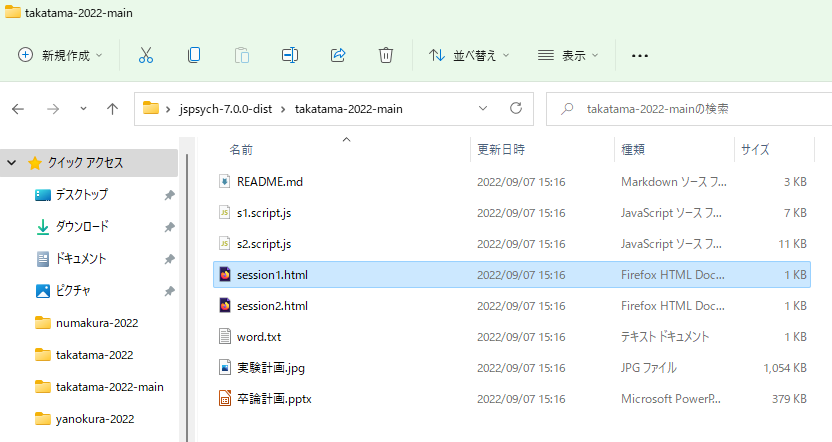 takatama-2022-main
新規作成 並べ替え 表示
jspsych-7.0.0-dist takatama-2022-main takatama-2022-mainの検索
クイック アクセス
デスクトップ
ダウンロード
ドキュメント
ピクチャ
numakura-2022
takatama-2022
takatama-2022-main
yanokura-2022
名前 更新日時 種類 サイズ
README.md 2022/09/07 15:16 Markdown ソース フ... 3 KB
s1.script.js 2022/09/07 15:16 JavaScript ソース フ... 7 KB
s2.script.js 2022/09/07 15:16 JavaScript ソース フ... 11 KB
session1.html 2022/09/07 15:16 Firefox HTML Doc... 1 KB
session2.html 2022/09/07 15:16 Firefox HTML Doc... 1 KB
word.txt 2022/09/07 15:16 テキスト ドキュメント 1 KB
実験計画.jpg 2022/09/07 15:16 JPG ファイル 1,054 KB
卒論計画.pptx 2022/09/07 15:16 Microsoft PowerP... 379 KB